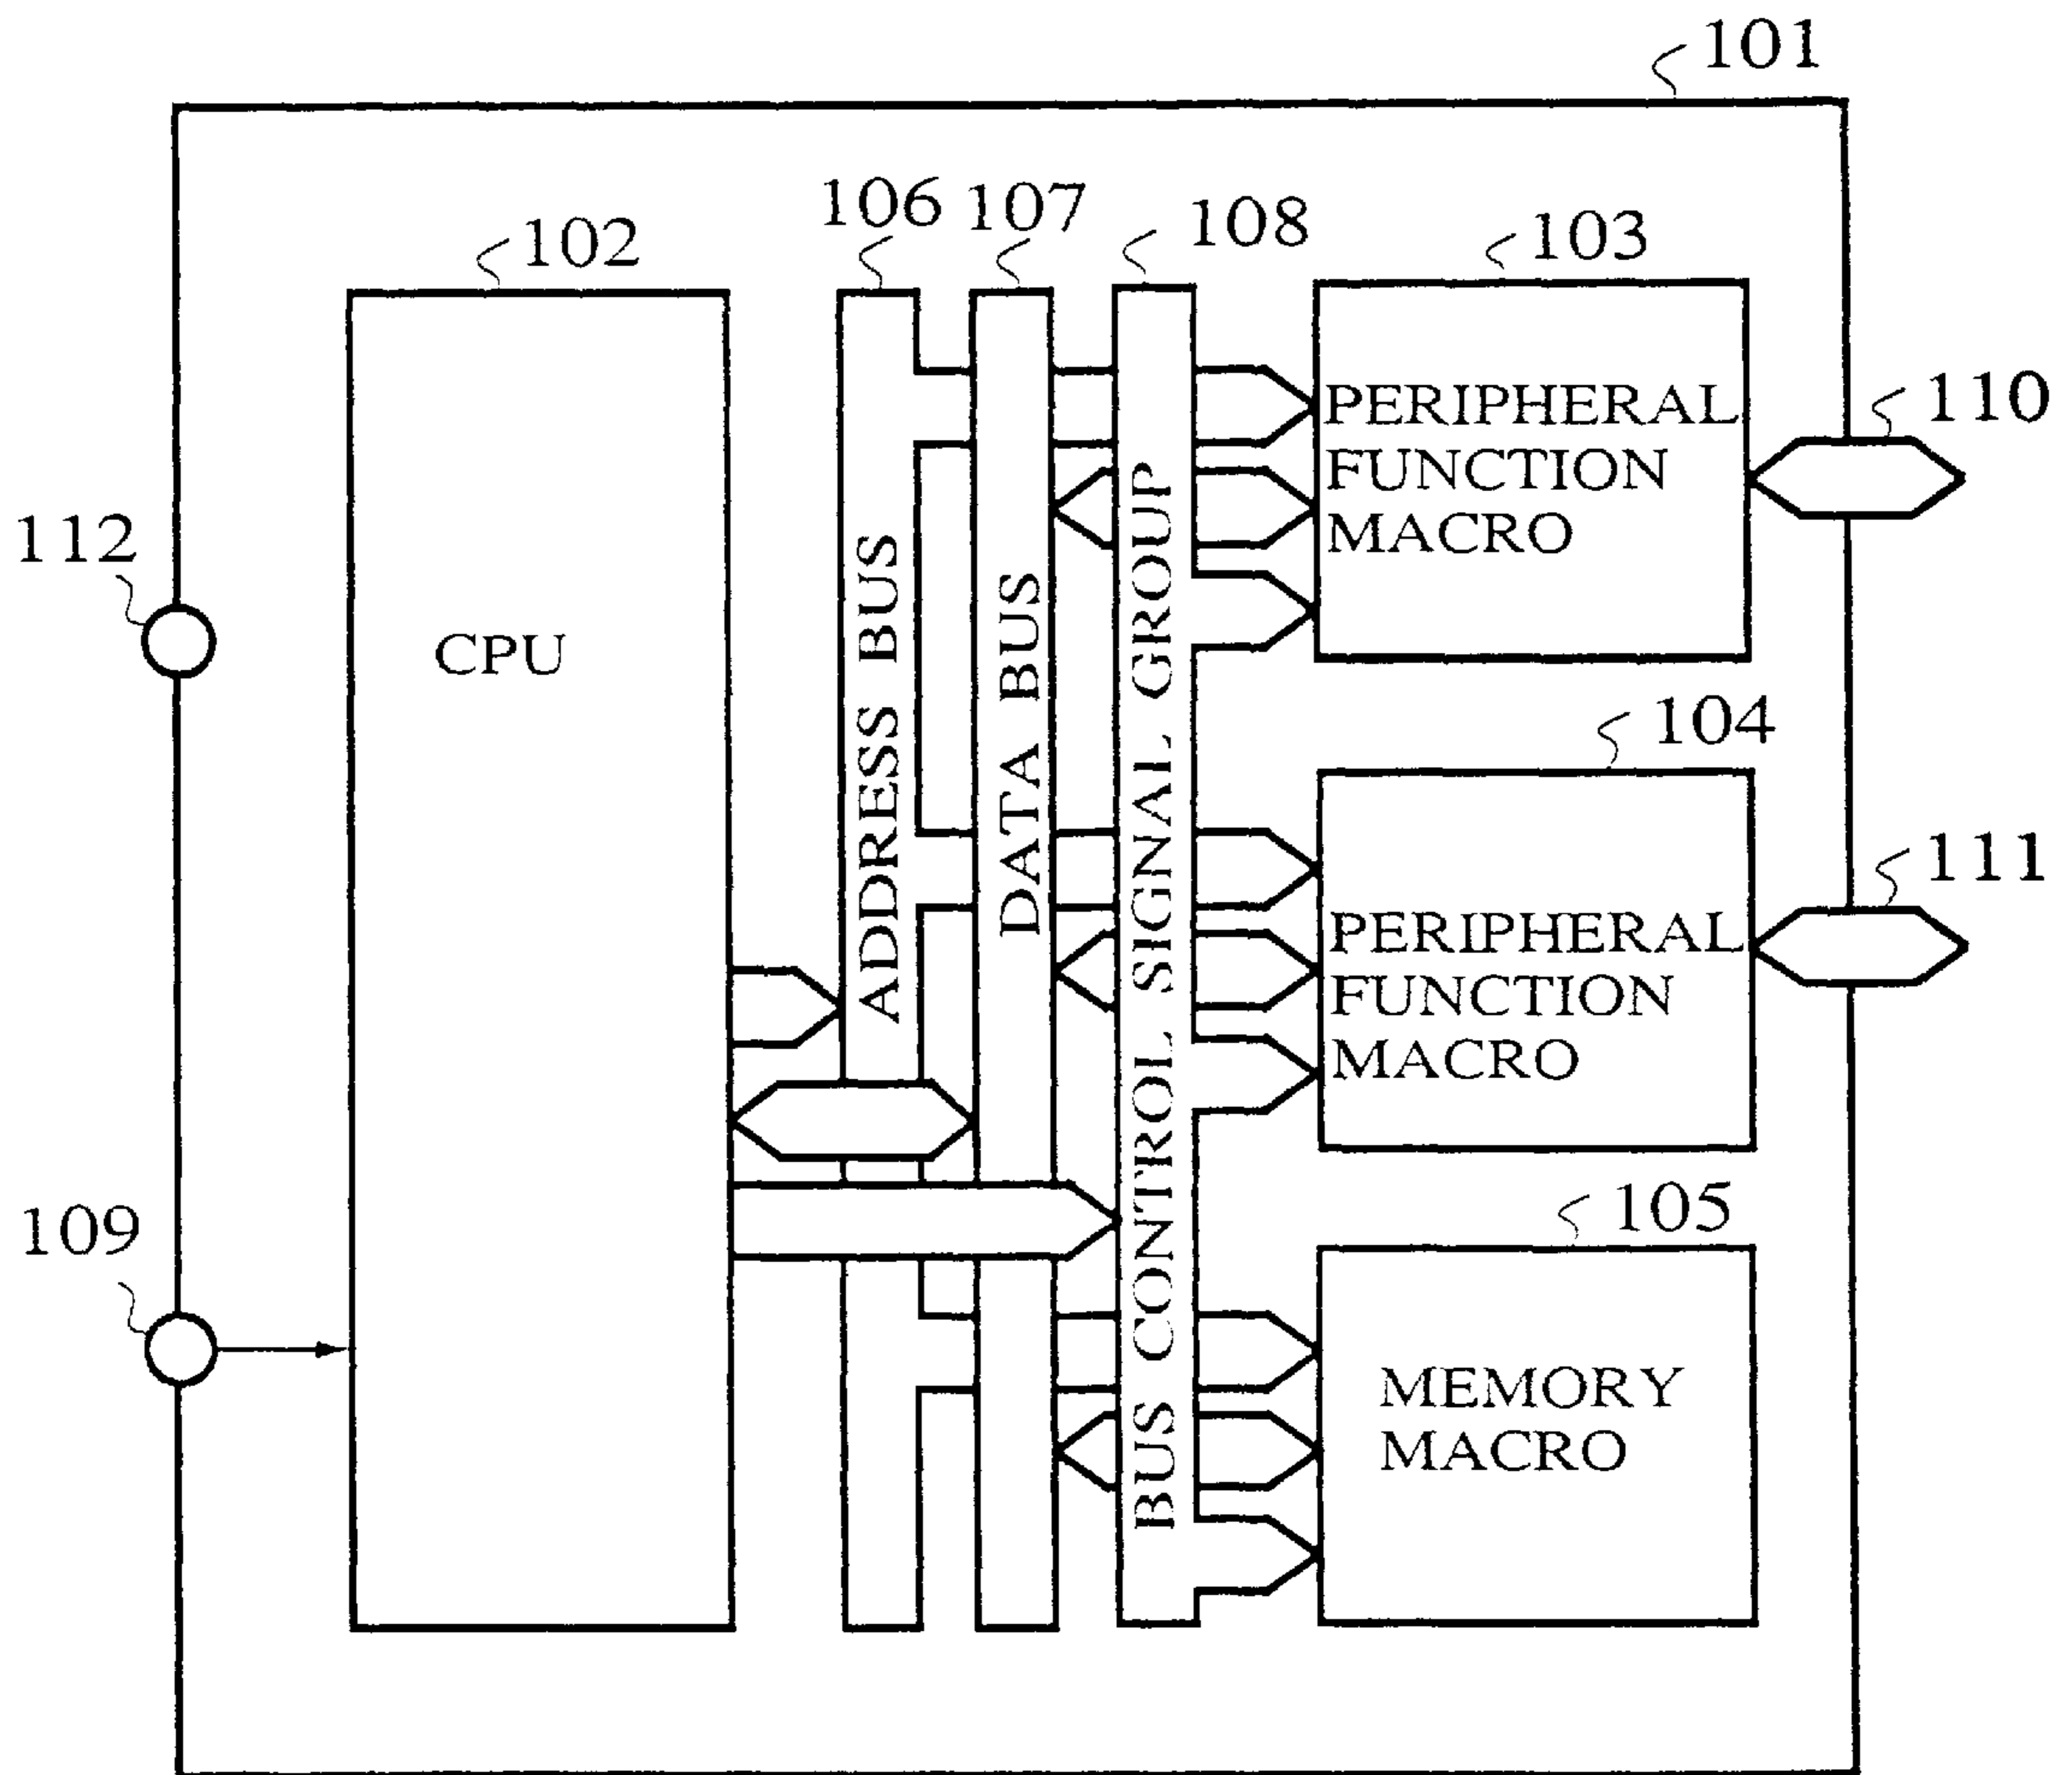 101
106 107 108
102
103
PERIPHERAL
FUNCTION
MACRO
110
112
CPU
ADDRESS BUS
DATA BUS
BUS CONTROL SIGNAL GROUP
104
PERIPHERAL
FUNCTION
MACRO
111
109
105
MEMORY
MACRO